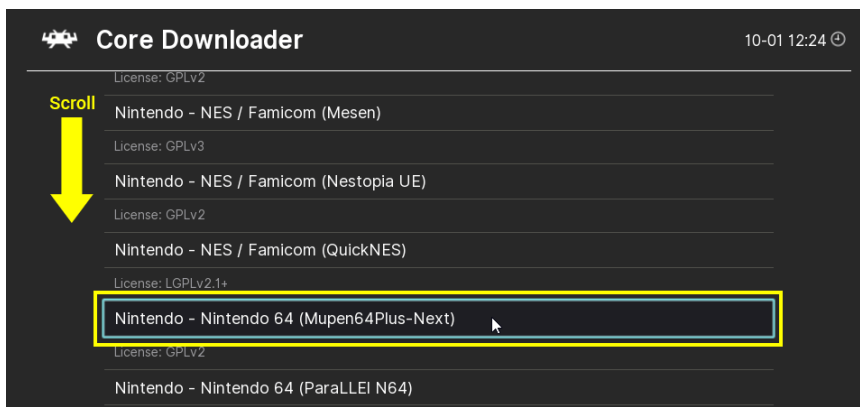 Core Downloader
10-01 12:24
License: GPLv2
Scroll
Nintendo - NES / Famicom (Mesen)
License: GPLv3
Nintendo - NES / Famicom (Nestopia UE)
License: GPLv2
Nintendo - NES / Famicom (QuickNES)
License: LGPLv2.1+
Nintendo - Nintendo 64 (Mupen64Plus-Next)
License: GPLv2
Nintendo - Nintendo 64 (ParaLLEl N64)